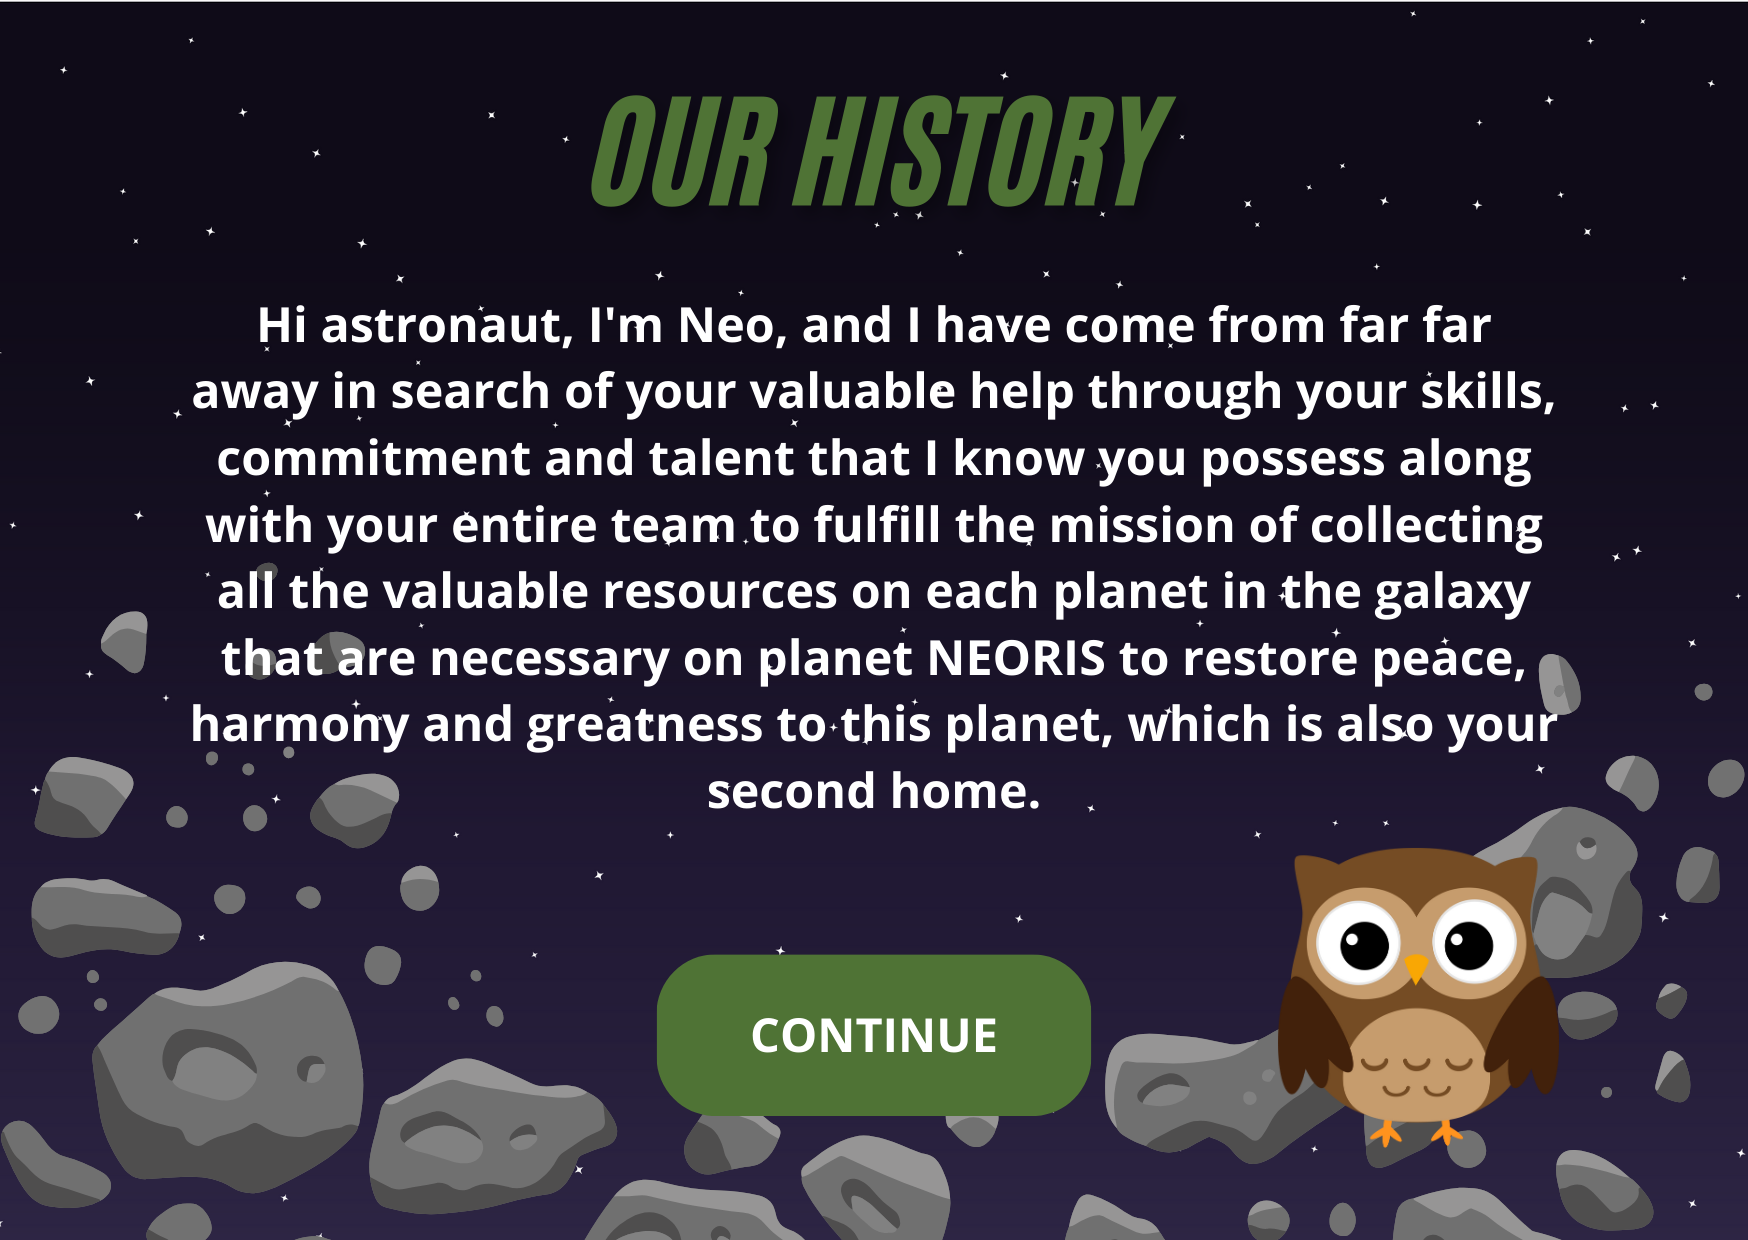 OUR HISTORY
Hi astronaut, I'm Neo, and I have come from far far
away in search of your valuable help through your skills,
commitment and talent that I know you possess along
with your entire team to fulfill the mission of collecting
all the valuable resources on each planet in the galaxy
that are necessary on planet NEORIS to restore peace,
harmony and greatness to this planet, which is also your
second home.
CONTINUE